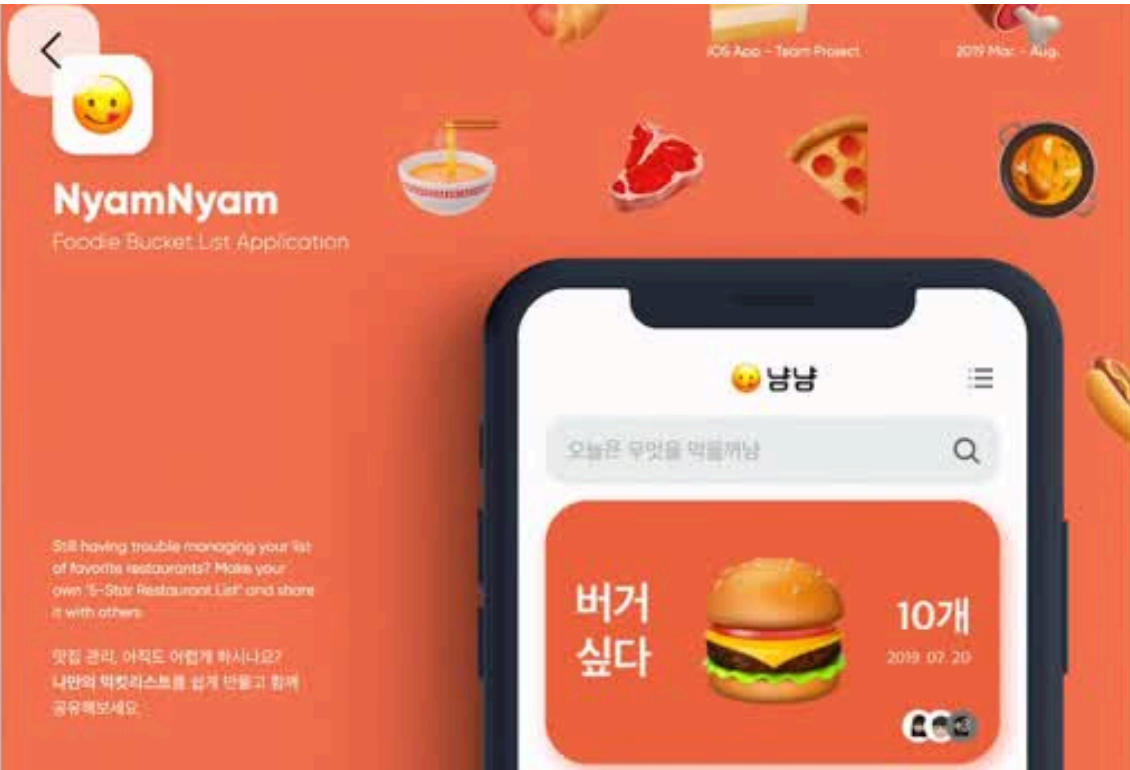 iOS App - Team Project
2019 Mar. - Aug.
NyamNyam
Foodie Bucket List Application
냠냠
오늘은 무엇을 먹을꺼냠
버거
싶다
10개
2019. 07. 20
+3
Still having trouble managing your list
of favorite restaurants? Make your
own '5-Star Restaurant List' and share
it with others.
맛집 관리, 아직도 어렵게 하시나요?
나만의 먹킷리스트를 쉽게 만들고 함께
공유해보세요.